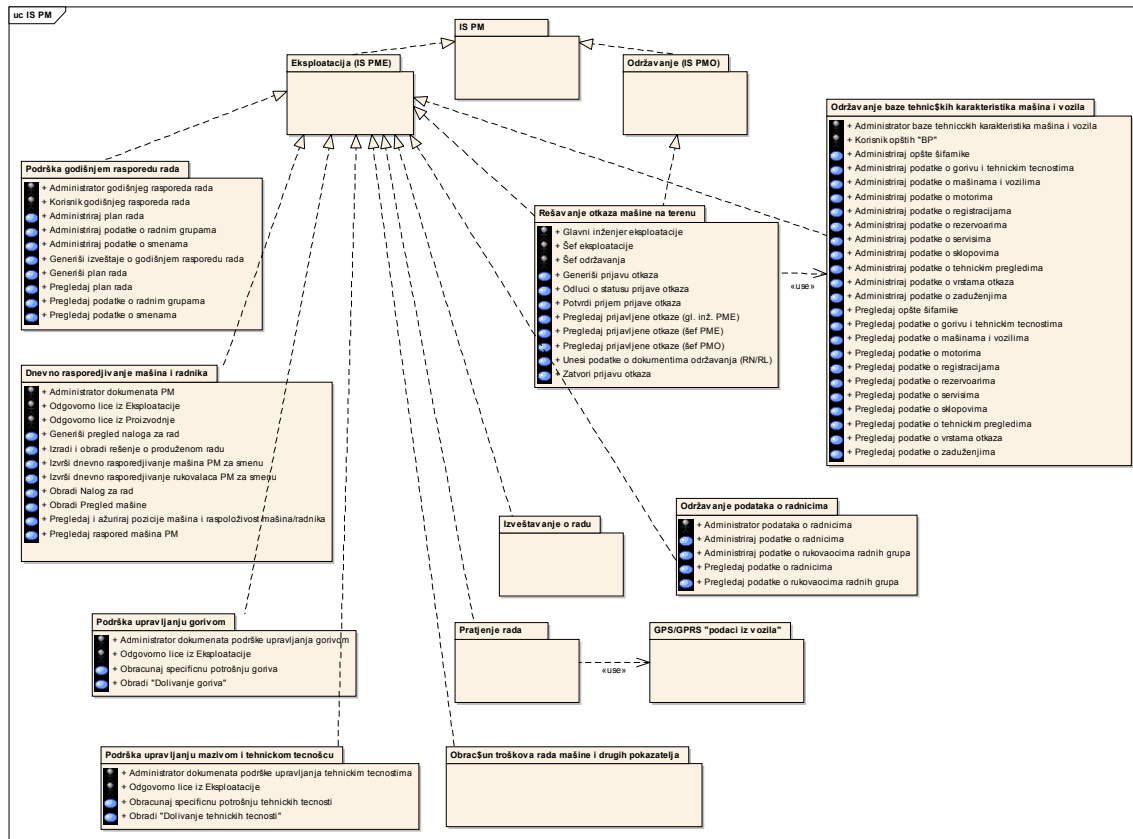 uc IS PM
IS PM
Eksploatacija (IS PME)
Održavanje (IS PMO)
Održavanje baze tehnic$kih karakteristika mašina i vozila
+ Administrator baze tehnicckih karakteristika mašina i vozila
+ Korisnik opštih "BP"
+ Administriraj opšte šifarnike
+ Administriraj podatke o gorivu i tehnickim tecnostima
+ Administriraj podatke o mašinama i vozilima
+ Administriraj podatke o motorima
+ Administriraj podatke o registracijama
+ Administriraj podatke o rezervoarima
+ Administriraj podatke o servisima
+ Administriraj podatke o sklopovima
+ Administriraj podatke o tehnickim pregledima
+ Administriraj podatke o vrstama otkaza
+ Administriraj podatke o zaduženjima
+ Pregledaj opšte šifarnike
+ Pregledaj podatke o gorivu i tehnickim tecnostima
+ Pregledaj podatke o mašinama i vozilima
+ Pregledaj podatke o motorima
+ Pregledaj podatke o registracijama
+ Pregledaj podatke o rezervoarima
+ Pregledaj podatke o servisima
+ Pregledaj podatke o sklopovima
+ Pregledaj podatke o tehnickim pregledima
+ Pregledaj podatke o vrstama otkaza
+ Pregledaj podatke o zaduženjima
Podrška godišnjem rasporedu rada
+ Administrator godišnjeg rasporeda rada
+ Korisnik godišnjeg rasporeda rada
+ Administriraj plan rada
+ Administriraj podatke o radnim grupama
+ Administriraj podatke o smenama
+ Generiši izveštaje o godišnjem rasporedu rada
+ Generiši plan rada
+ Pregledaj plan rada
+ Pregledaj podatke o radnim grupama
+ Pregledaj podatke o smenama
Rešavanje otkaza mašine na terenu
+ Glavni inženjer eksploatacije
+ Šef eksploatacije
+ Šef održavanja
+ Generiši prijavu otkaza
+ Odluci o statusu prijave otkaza
+ Potvrdi prijem prijave otkaza
+ Pregledaj prijavljene otkaze (gl. inž. PME)
+ Pregledaj prijavljene otkaze (šef PME)
+ Pregledaj prijavljene otkaze (šef PMO)
+ Unesi podatke o dokumentima održavanja (RN/RL)
+ Zatvori prijavu otkaza
«use»
Dnevno rasporedjivanje mašina i radnika
+ Administrator dokumenata PM
+ Odgovorno lice iz Eksploatacije
+ Odgovorno lice iz Proizvodnje
+ Generiši pregled naloga za rad
+ Izradi i obradi rešenje o produženom radu
+ Izvrši dnevno rasporedjivanje mašina PM za smenu
+ Izvrši dnevno rasporedjivanje rukovalaca PM za smenu
+ Obradi Nalog za rad
+ Obradi Pregled mašine
+ Pregledaj i ažuriraj pozicije mašina i raspoloživost mašina/radnika
+ Pregledaj raspored mašina PM
Izveštavanje o radu
Održavanje podataka o radnicima
+ Administrator podataka o radnicima
+ Administriraj podatke o radnicima
+ Administriraj podatke o rukovaocima radnih grupa
+ Pregledaj podatke o radnicima
+ Pregledaj podatke o rukovaocima radnih grupa
Podrška upravljanju gorivom
+ Administrator dokumenata podrške upravljanja gorivom
+ Odgovorno lice iz Eksploatacije
+ Obracunaj specificnu potrošnju goriva
+ Obradi "Dolivanje goriva"
Pratjenje rada
«use»
GPS/GPRS "podaci iz vozila"
Podrška upravljanju mazivom i tehnickom tecnošcu
+ Administrator dokumenata podrške upravljanja tehnickim tecnostima
+ Odgovorno lice iz Eksploatacije
+ Obracunaj specificnu potrošnju tehnickih tecnosti
+ Obradi "Dolivanje tehnickih tecnosti"
Obrac$un troškova rada mašine i drugih pokazatelja